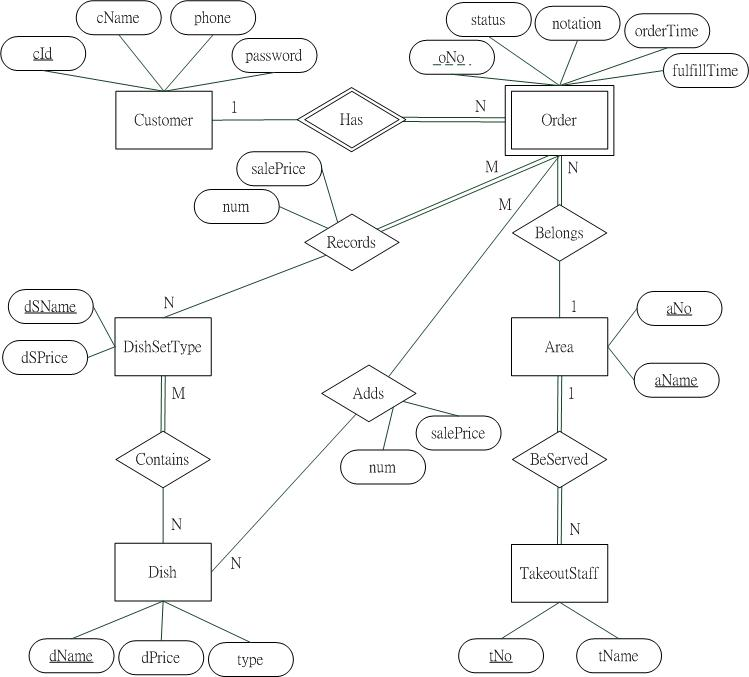 cName
phone
status
notation
orderTime
cId
password
oNo
fulfillTime
Customer
1
Has
N
Order
salePrice
M
N
num
M
Records
Belongs
N
1
dSName
aNo
DishSetType
Area
dSPrice
aName
M
Adds
1
salePrice
Contains
num
BeServed
N
N
N
Dish
TakeoutStaff
dName
dPrice
type
tNo
tName